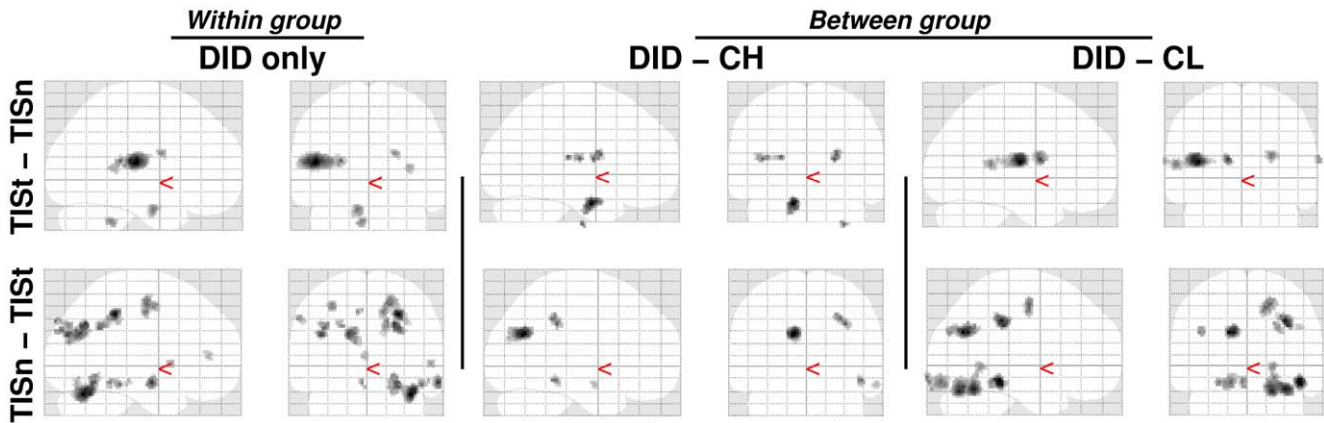 Within group
Between group
DID only
DID – CH
DID – CL
TISt – TISn
TISn – TISt